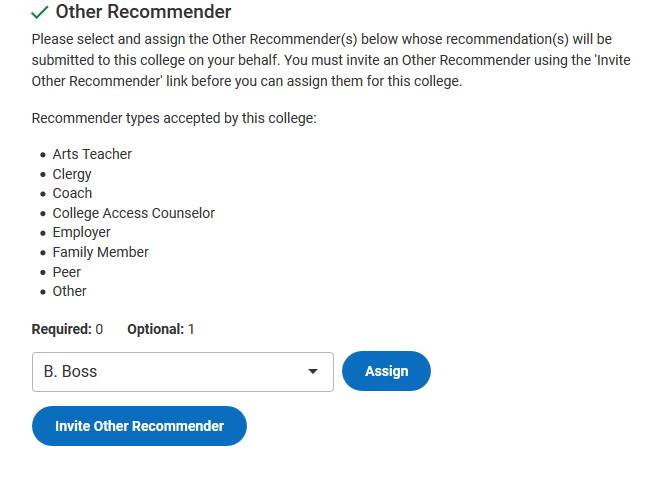 Other Recommender
Please select and assign the Other Recommender(s) below whose recommendation(s) will be
submitted to this college on your behalf. You must invite an Other Recommender using the 'Invite
Other Recommender' link before you can assign them for this college.
Recommender types accepted by this college:
Arts Teacher
Clergy
Coach
College Access Counselor
Employer
Family Member
Peer
Other
Required: 0 Optional: 1
B. Boss Assign
Invite Other Recommender